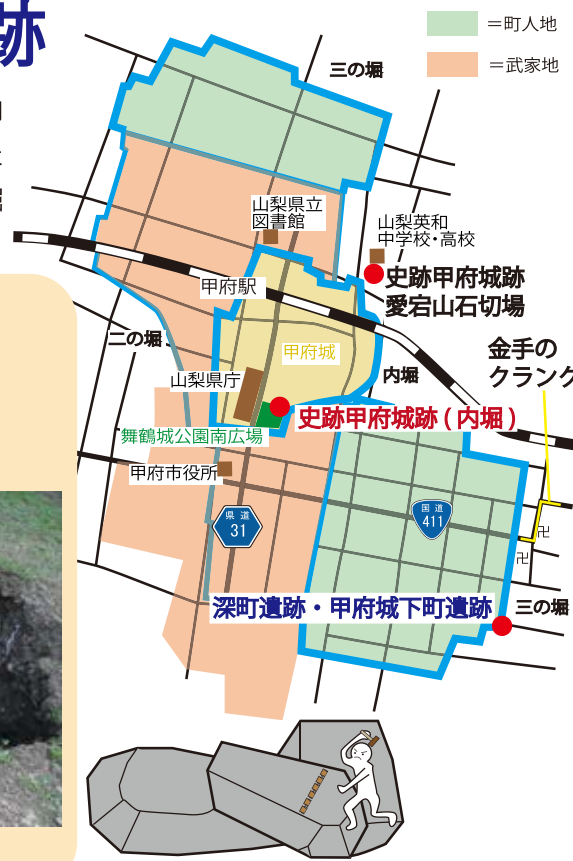 跡
＝町人地
＝武家地
三の堀
山梨県立
図書館
山梨英和
中学校・高校
史跡甲府城跡
愛宕山石切場
甲府駅
金手の
クランク
二の堀
甲府城
内堀
山梨県庁
史跡甲府城跡（内堀）
舞鶴城公園南広場
甲府市役所
県道
31
国道
411
卍
卍
深町遺跡・甲府城下町遺跡
三の堀